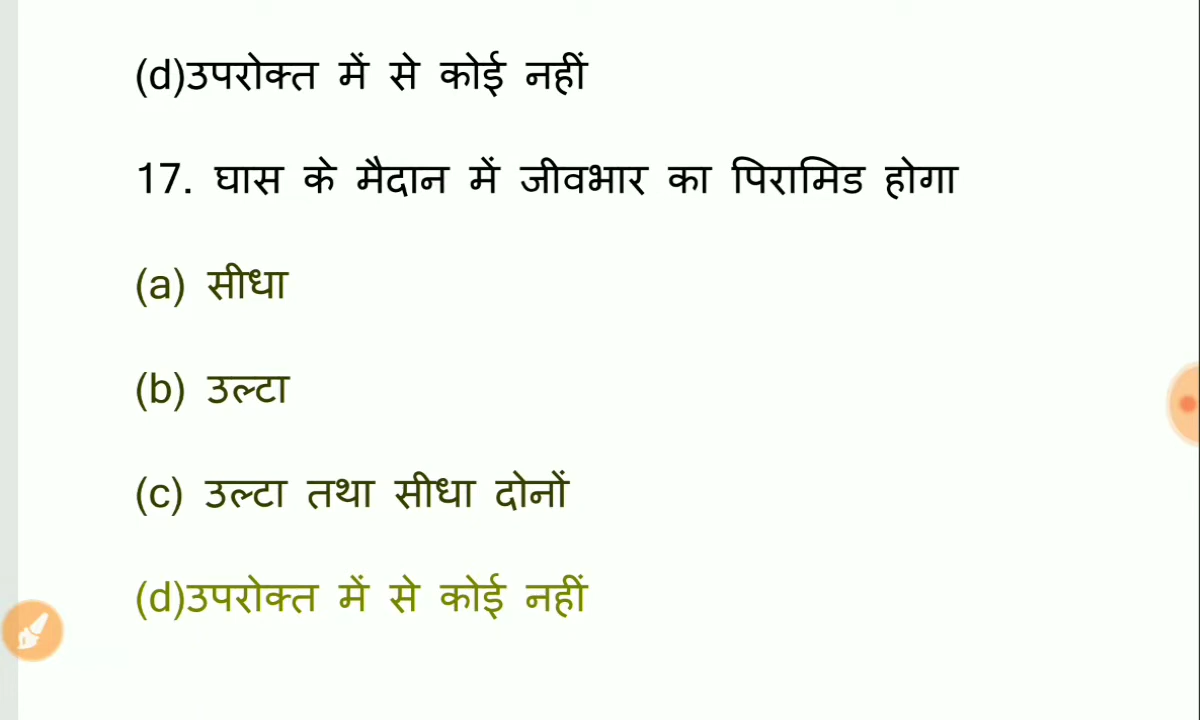 (d)उपरोक्त में से कोई नहीं
17. घास के मैदान में जीवभार का पिरामिड होगा
(a) सीधा
(b) उल्टा
(c) उल्टा तथा सीधा दोनों
(d)उपरोक्त में से कोई नहीं